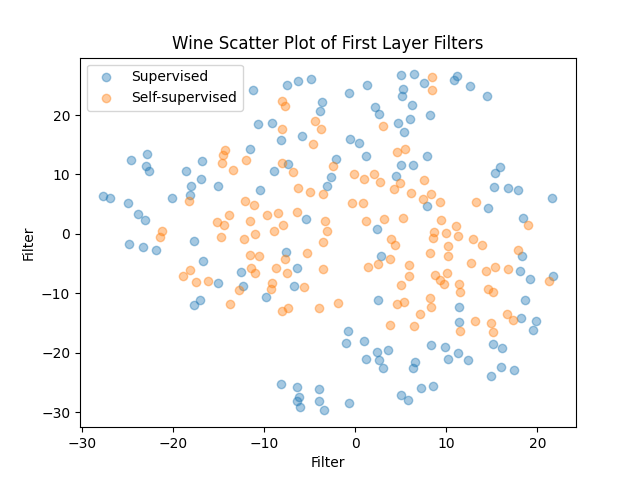 Wine Scatter Plot of First Layer Filters
Supervised
Self-supervised
Filter
20
10
0
−10
−20
−30
−30 −20 −10 0 10 20
Filter